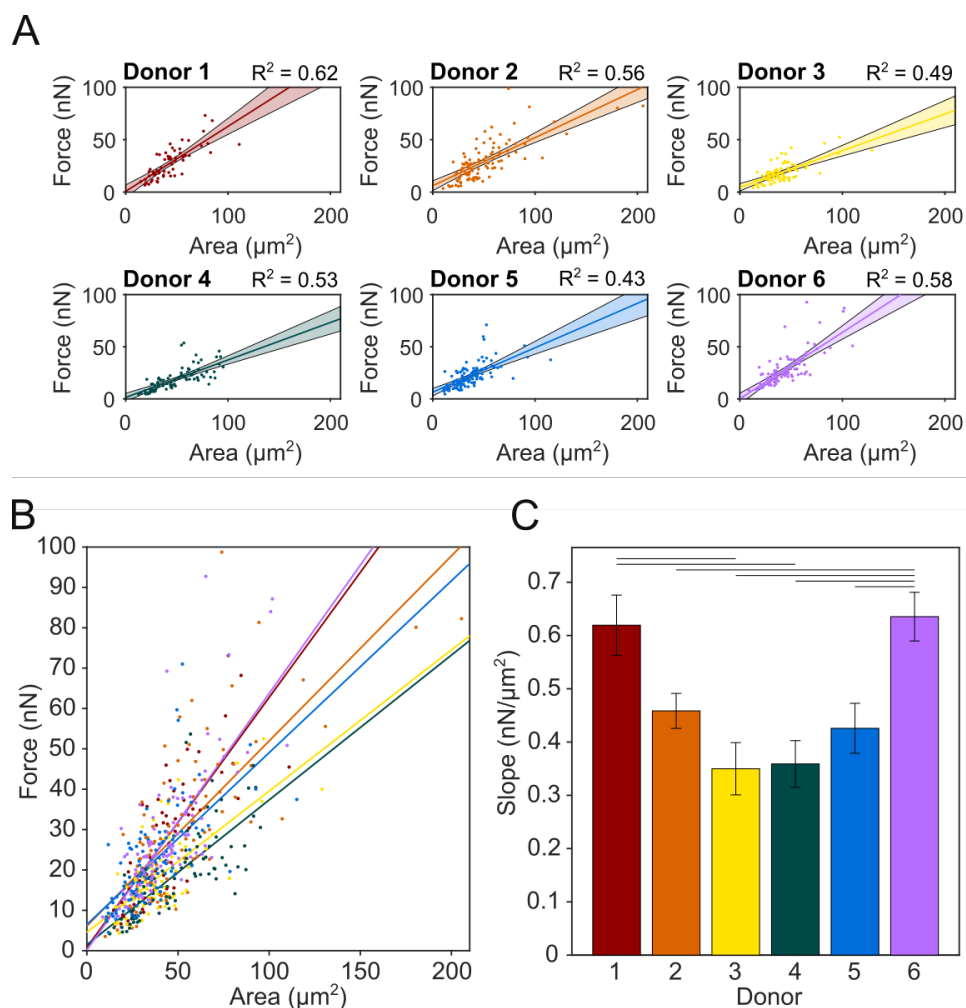 A
Donor 1 R² = 0.62
Donor 2 R² = 0.56
Donor 3 R² = 0.49
100
50
0
Force (nN)
0 100 200
Area (µm²)
100
50
0
Force (nN)
0 100 200
Area (µm²)
100
50
0
Force (nN)
0 100 200
Area (µm²)
Donor 4 R² = 0.53
Donor 5 R² = 0.43
Donor 6 R² = 0.58
100
50
0
Force (nN)
0 100 200
Area (µm²)
100
50
0
Force (nN)
0 100 200
Area (µm²)
100
50
0
Force (nN)
0 100 200
Area (µm²)
B
100
90
80
70
60
50
40
30
20
10
0
Force (nN)
0 50 100 150 200
Area (µm²)
C
0.7
0.6
0.5
0.4
0.3
0.2
0.1
0
Slope (nN/µm²)
1 2 3 4 5 6
Donor